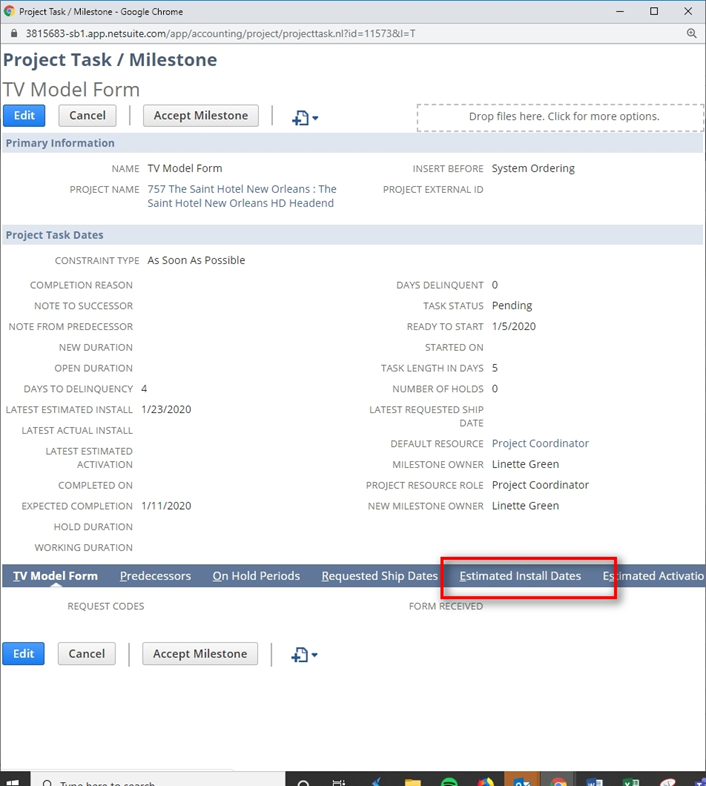 Project Task / Milestone - Google Chrome
3815683-sb1.app.netsuite.com/app/accounting/project/projecttask.nl?id=11573&l=T
Project Task / Milestone
TV Model Form
Edit Cancel Accept Milestone Drop files here. Click for more options.
Primary Information
NAME TV Model Form INSERT BEFORE System Ordering
PROJECT NAME 757 The Saint Hotel New Orleans : The PROJECT EXTERNAL ID
Saint Hotel New Orleans HD Headend
Project Task Dates
CONSTRAINT TYPE As Soon As Possible
COMPLETION REASON DAYS DELINQUENT 0
NOTE TO SUCCESSOR TASK STATUS Pending
NOTE FROM PREDECESSOR READY TO START 1/5/2020
NEW DURATION STARTED ON
OPEN DURATION TASK LENGTH IN DAYS 5
DAYS TO DELINQUENCY 4 NUMBER OF HOLDS 0
LATEST ESTIMATED INSTALL 1/23/2020 LATEST REQUESTED SHIP
DATE
LATEST ACTUAL INSTALL
LATEST ESTIMATED DEFAULT RESOURCE Project Coordinator
ACTIVATION MILESTONE OWNER Linette Green
COMPLETED ON PROJECT RESOURCE ROLE Project Coordinator
EXPECTED COMPLETION 1/11/2020 NEW MILESTONE OWNER Linette Green
HOLD DURATION
WORKING DURATION
TV Model Form Predecessors On Hold Periods Requested Ship Dates Estimated Install Dates Estimated Activatio
REQUEST CODES FORM RECEIVED
Edit Cancel Accept Milestone
Type here to search